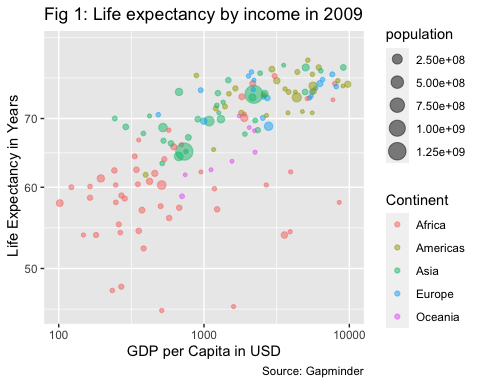 Fig 1: Life expectancy by income in 2009
Life Expectancy in Years
70
60
50
100
1000
10000
GDP per Capita in USD
Source: Gapminder
population
2.50e+08
5.00e+08
7.50e+08
1.00e+09
1.25e+09
Continent
Africa
Americas
Asia
Europe
Oceania